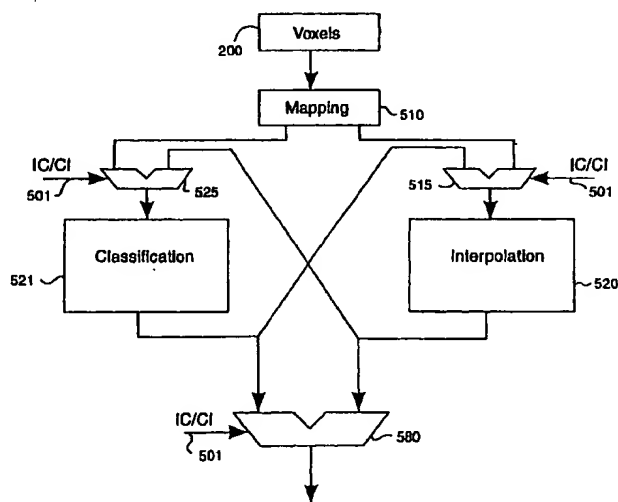 Voxels
200
Mapping
510
IC/CI
501
525
515
IC/CI
501
Classification
521
Interpolation
520
IC/CI
501
580